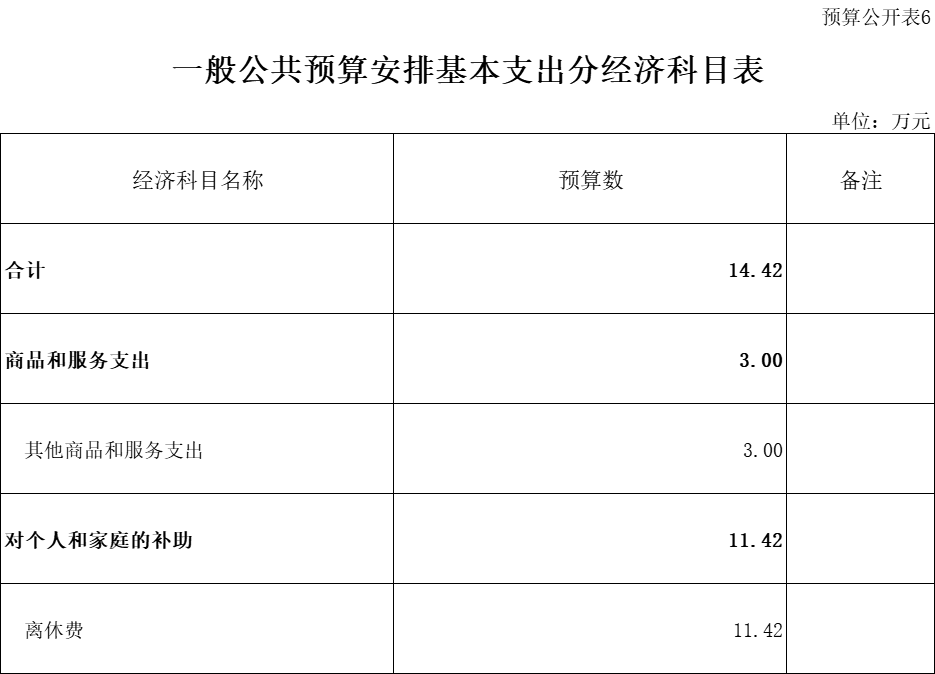 预算公开表6
一般公共预算安排基本支出分经济科目表
单位：万元
经济科目名称 预算数 备注
合计 14.42
商品和服务支出 3.00
其他商品和服务支出 3.00
对个人和家庭的补助 11.42
离休费 11.42